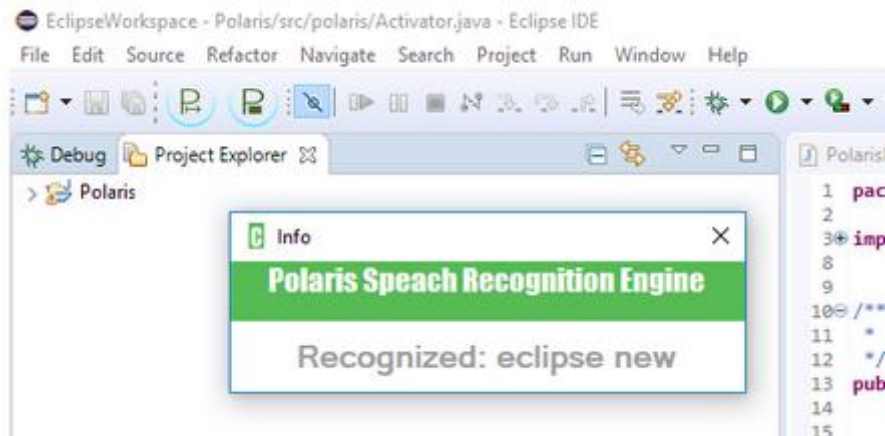 EclipseWorkspace - Polaris/src/polaris/Activator.java - Eclipse IDE
File Edit Source Refactor Navigate Search Project Run Window Help
Debug Project Explorer
Polaris
Info
Polaris Speach Recognition Engine
Recognized: eclipse new
Polaris
1 pac
2
3 imp
8
9
10 /**
11 *
12 */
13 pub
14
15